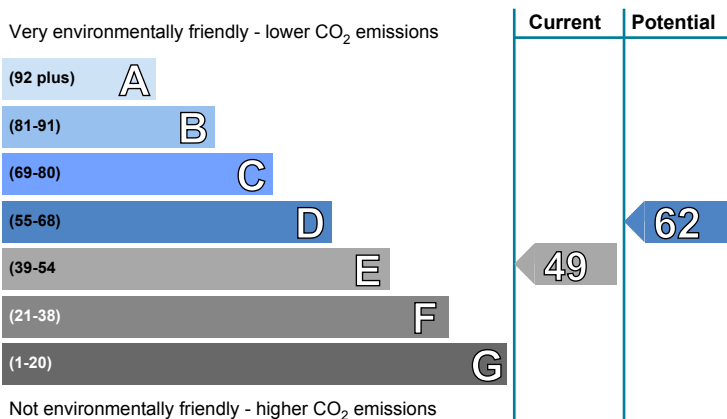 Very environmentally friendly - lower CO2 emissions
Current Potential
(92 plus) A
(81-91) B
(69-80) C
(55-68) D
62
(39-54 E
49
(21-38) F
(1-20) G
Not environmentally friendly - higher CO2 emissions